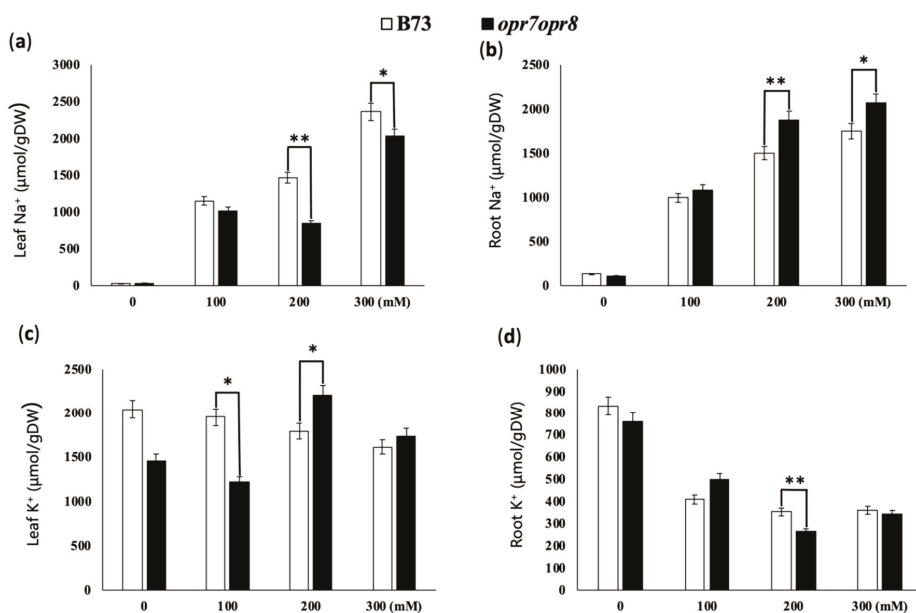 B73 opr7opr8
(a)
Leaf Na⁺ (μmol/gDW)
3000
2500
2000
1500
1000
500
0
*
**
0 100 200 300 (mM)
(b)
Root Na⁺ (μmol/gDW)
2500
2000
1500
1000
500
0
**
*
0 100 200 300 (mM)
(c)
Leaf K⁺ (μmol/gDW)
2500
2000
1500
1000
500
0
*
*
0 100 200 300 (mM)
(d)
Root K⁺ (μmol/gDW)
1000
900
800
700
600
500
400
300
200
100
0
**
0 100 200 300 (mM)